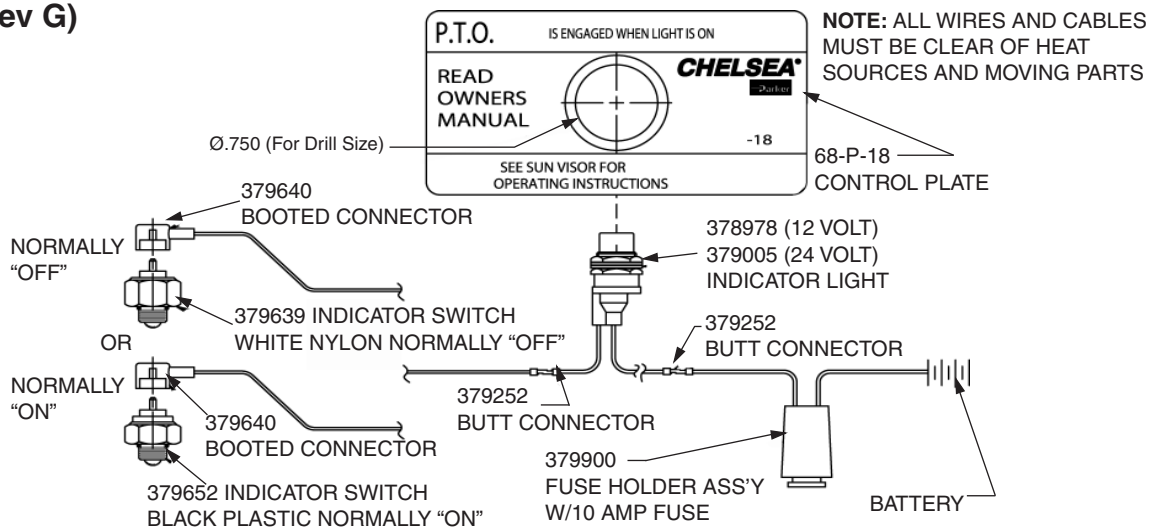 ev G)
P.T.O. IS ENGAGED WHEN LIGHT IS ON
READ
OWNERS
MANUAL
CHELSEA®
Parker
-18
SEE SUN VISOR FOR
OPERATING INSTRUCTIONS
NOTE: ALL WIRES AND CABLES
MUST BE CLEAR OF HEAT
SOURCES AND MOVING PARTS
Ø.750 (For Drill Size)
68-P-18
CONTROL PLATE
379640
BOOTED CONNECTOR
NORMALLY
“OFF”
378978 (12 VOLT)
379005 (24 VOLT)
INDICATOR LIGHT
379639 INDICATOR SWITCH
WHITE NYLON NORMALLY “OFF”
OR
379252
BUTT CONNECTOR
NORMALLY
“ON”
379640
BOOTED CONNECTOR
379252
BUTT CONNECTOR
379652 INDICATOR SWITCH
BLACK PLASTIC NORMALLY “ON”
379900
FUSE HOLDER ASS'Y
W/10 AMP FUSE
BATTERY